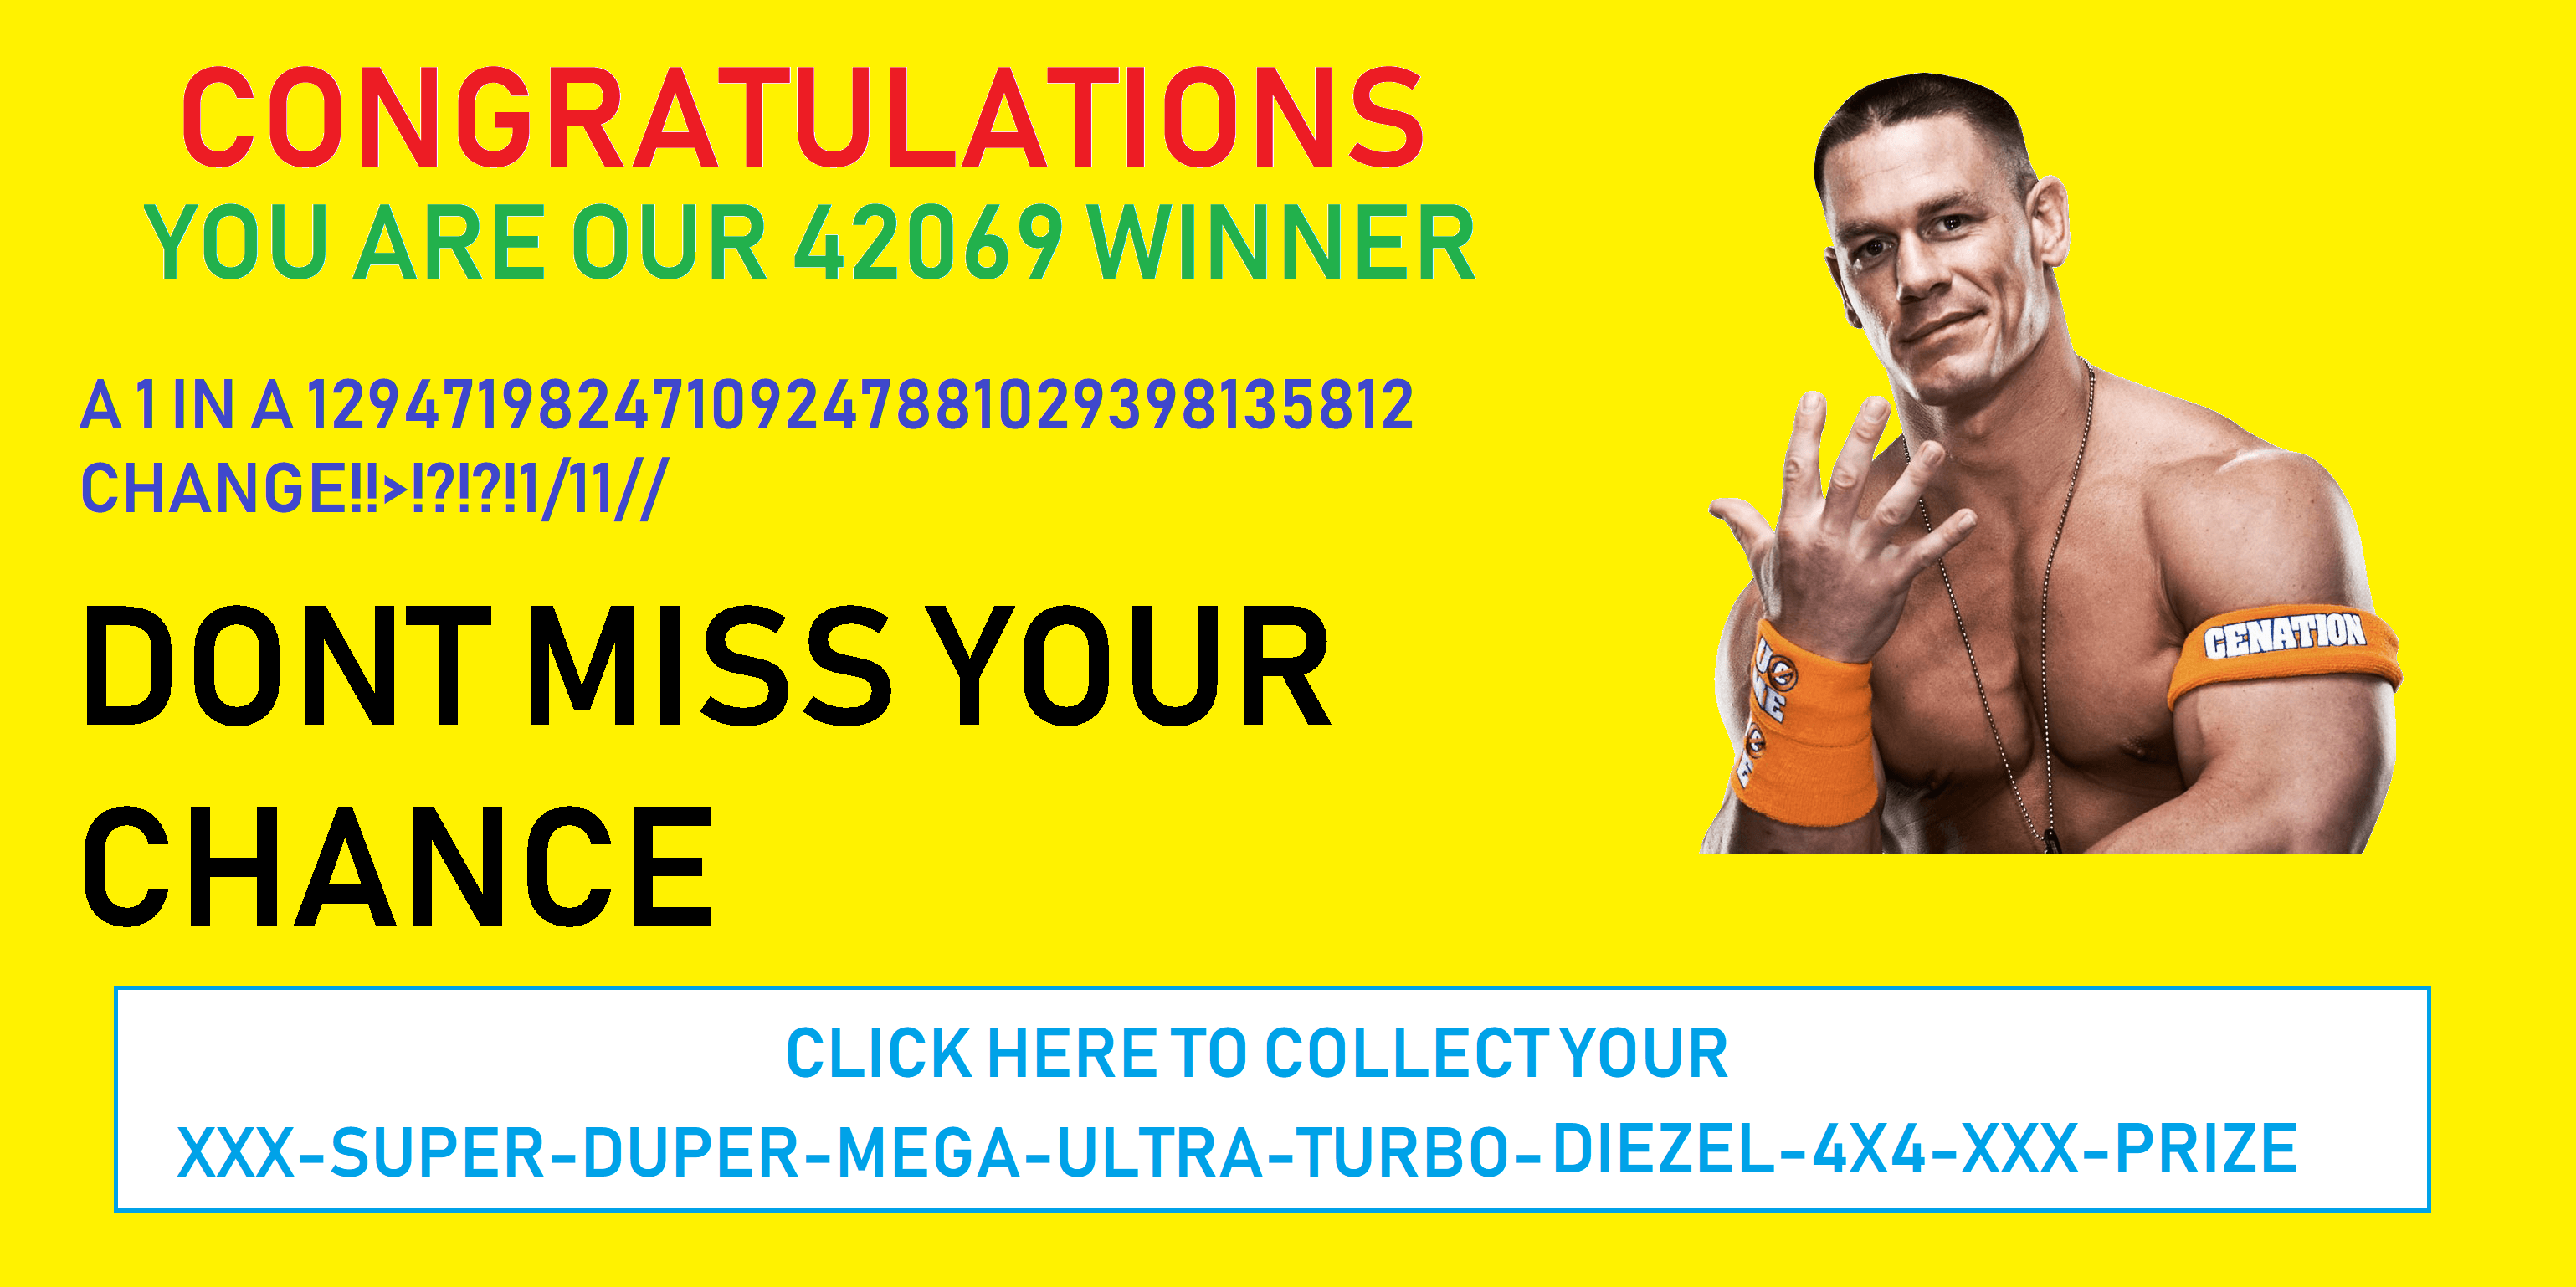 CONGRATULATIONS
YOU ARE OUR 42069 WINNER
A 1 IN A 12947198247109247881029398135812
CHANGE!!>!?!?!1/11//
DONT MISS YOUR
CHANCE
CENATION
CLICK HERE TO COLLECT YOUR
XXX-SUPER-DUPER-MEGA-ULTRA-TURBO-DIEZEL-4X4-XXX-PRIZE